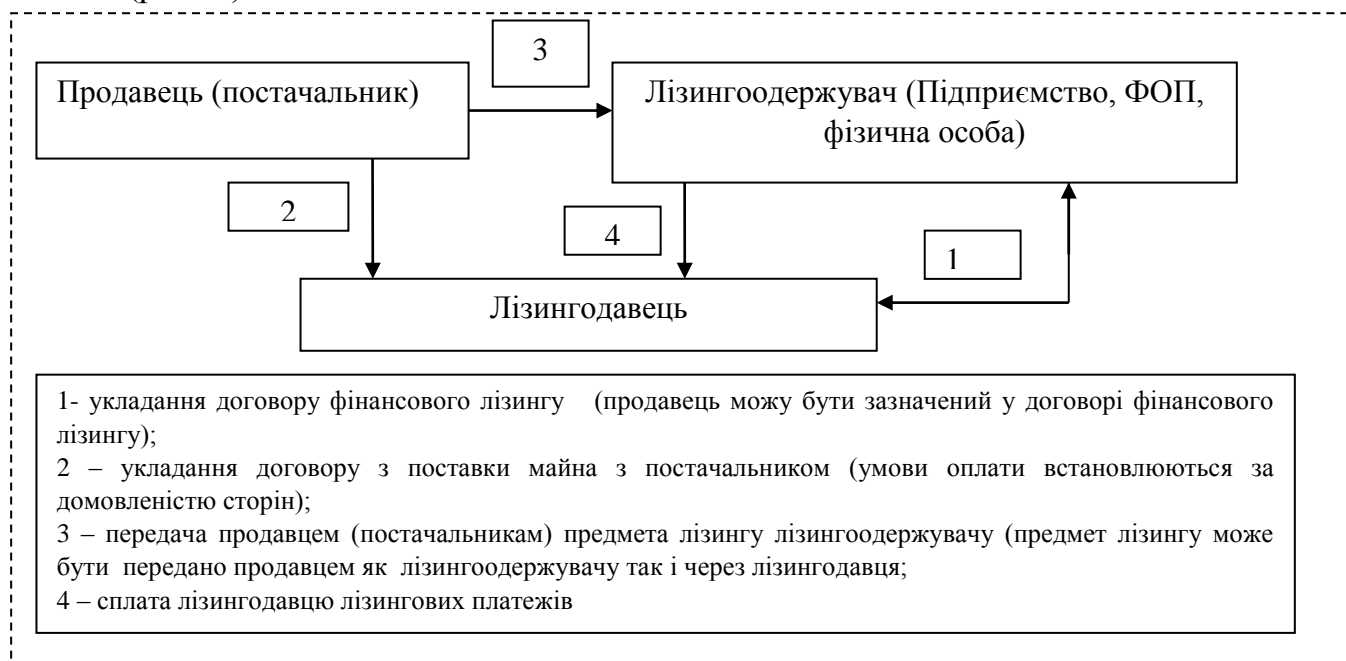 3
Продавець (постачальник)
Лізингоодержувач (Підприємство, ФОП,
фізична особа)
2
4
1
Лізингодавець
1- укладання договору фінансового лізингу (продавець можу бути зазначений у договорі фінансового
лізингу);
2 – укладання договору з поставки майна з постачальником (умови оплати встановлюються за
домовленістю сторін);
3 – передача продавцем (постачальникам) предмета лізингу лізингоодержувачу (предмет лізингу може
бути передано продавцем як лізингоодержувачу так і через лізингодавця;
4 – сплата лізингодавцю лізингових платежів